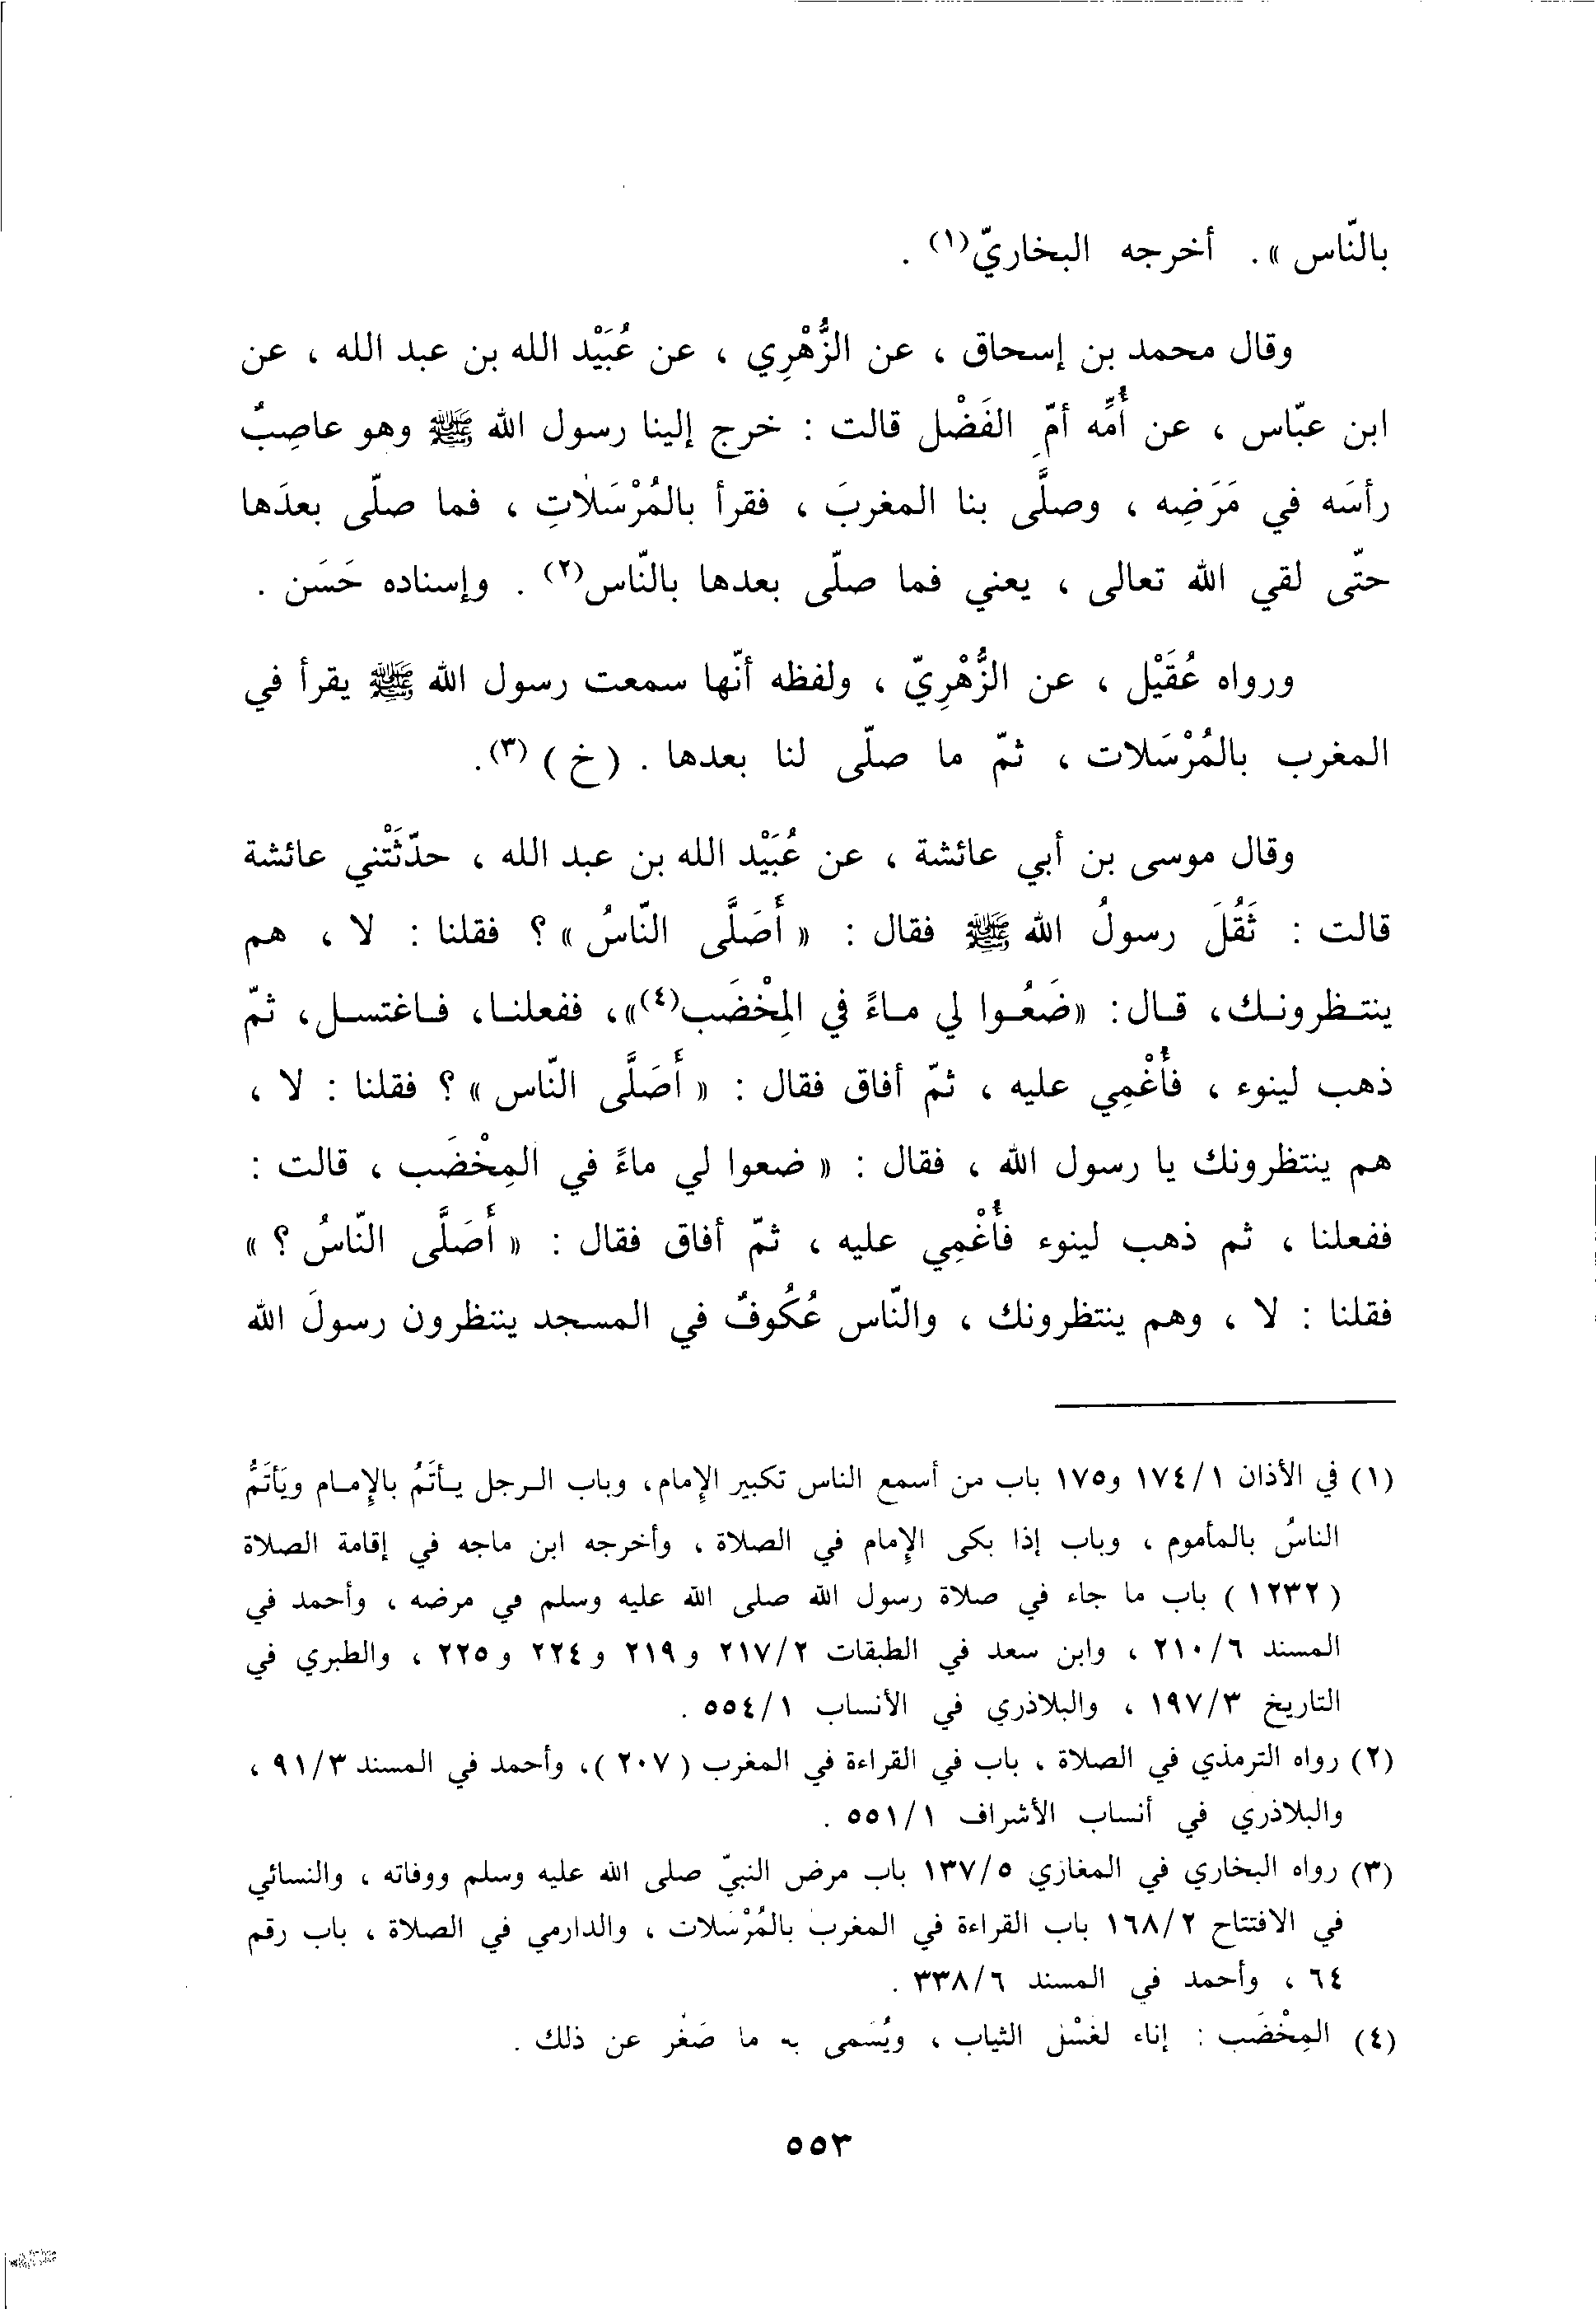 بالنّاس » . أخرجه البخاريّ(١) .
وقال محمد بن إسحاق ، عن الزُّهْرِي ، عن عُبَيْد الله بن عبد الله ، عن
ابن عبّاس ، عن أُمِّه أمّ الفَضْل قالت : خرج إلينا رسول الله ﷺ وهو عاصِبٌ
رأسَه في مَرَضِه ، وصلَّى بنا المغربَ ، فقرأ بالمُرْسَلاتِ ، فما صلّى بعدَها
حتّى لقي الله تعالى ، يعني فما صلّى بعدها بالنّاس(٢) . وإسناده حَسَن .
ورواه عُقَيْل ، عن الزُّهْرِيّ ، ولفظه أنّها سمعت رسول الله ﷺ يقرأ في
المغرب بالمُرْسَلات ، ثمّ ما صلّى لنا بعدها . ( خ )(٣).
وقال موسى بن أبي عائشة ، عن عُبَيْد الله بن عبد الله ، حدّثَتْني عائشة
قالت : ثَقُلَ رسولُ الله ﷺ فقال : « أَصَلَّى النّاسُ » ؟ فقلنا : لا ، هم
ينتظرونك، قال: «ضَعُوا لي ماءً في المِخْضَب(٤)»، ففعلنا، فاغتسل، ثمّ
ذهب لينوء ، فأُغْمِي عليه ، ثمّ أفاق فقال : « أَصَلَّى النّاس » ؟ فقلنا : لا ،
هم ينتظرونك يا رسول الله ، فقال : « ضعوا لي ماءً في المِخْضَب ، قالت :
ففعلنا ، ثم ذهب لينوء فأُغْمِي عليه ، ثمّ أفاق فقال : « أَصَلَّى النّاسُ ؟ »
فقلنا : لا ، وهم ينتظرونك ، والنّاس عُكُوفٌ في المسجد ينتظرون رسولَ الله
(١) في الأذان ١/ ١٧٤ و١٧٥ باب من أسمع الناس تكبير الإمام، وباب الرجل يأتَمُ بالإمام ويَأتَمُّ
الناسُ بالمأموم ، وباب إذا بكى الإمام في الصلاة ، وأخرجه ابن ماجه في إقامة الصلاة
( ١٢٣٢ ) باب ما جاء في صلاة رسول الله صلى الله عليه وسلم في مرضه ، وأحمد في
المسند ٦/ ٢١٠ ، وابن سعد في الطبقات ٢/ ٢١٧ و ٢١٩ و ٢٢٤ و ٢٢٥ ، والطبري في
التاريخ ٣/ ١٩٧ ، والبلاذري في الأنساب ١/ ٥٥٤ .
(٢) رواه الترمذي في الصلاة ، باب في القراءة في المغرب ( ٢٠٧ )، وأحمد في المسند ٣/ ٩١ ،
والبلاذري في أنساب الأشراف ١/ ٥٥١ .
(٣) رواه البخاري في المغازي ٥/ ١٣٧ باب مرض النبيّ صلى الله عليه وسلم ووفاته ، والنسائي
في الافتتاح ٢/ ١٦٨ باب القراءة في المغرب بالمُرْسَلات ، والدارمي في الصلاة ، باب رقم
٦٤ ، وأحمد في المسند ٦/ ٣٣٨ .
(٤) المِخْضَب : إناء لغَسْل الثياب ، ويُسَمى به ما صَغُر عن ذلك .
٥٥٣